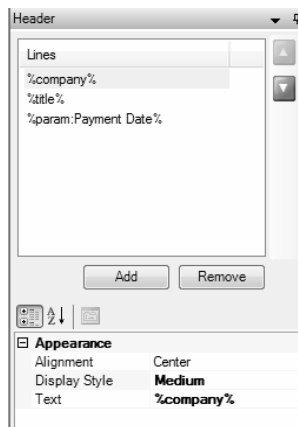 Header
Lines
%company%
%title%
%param:Payment Date%
Add Remove
Appearance
Alignment Center
Display Style Medium
Text %company%